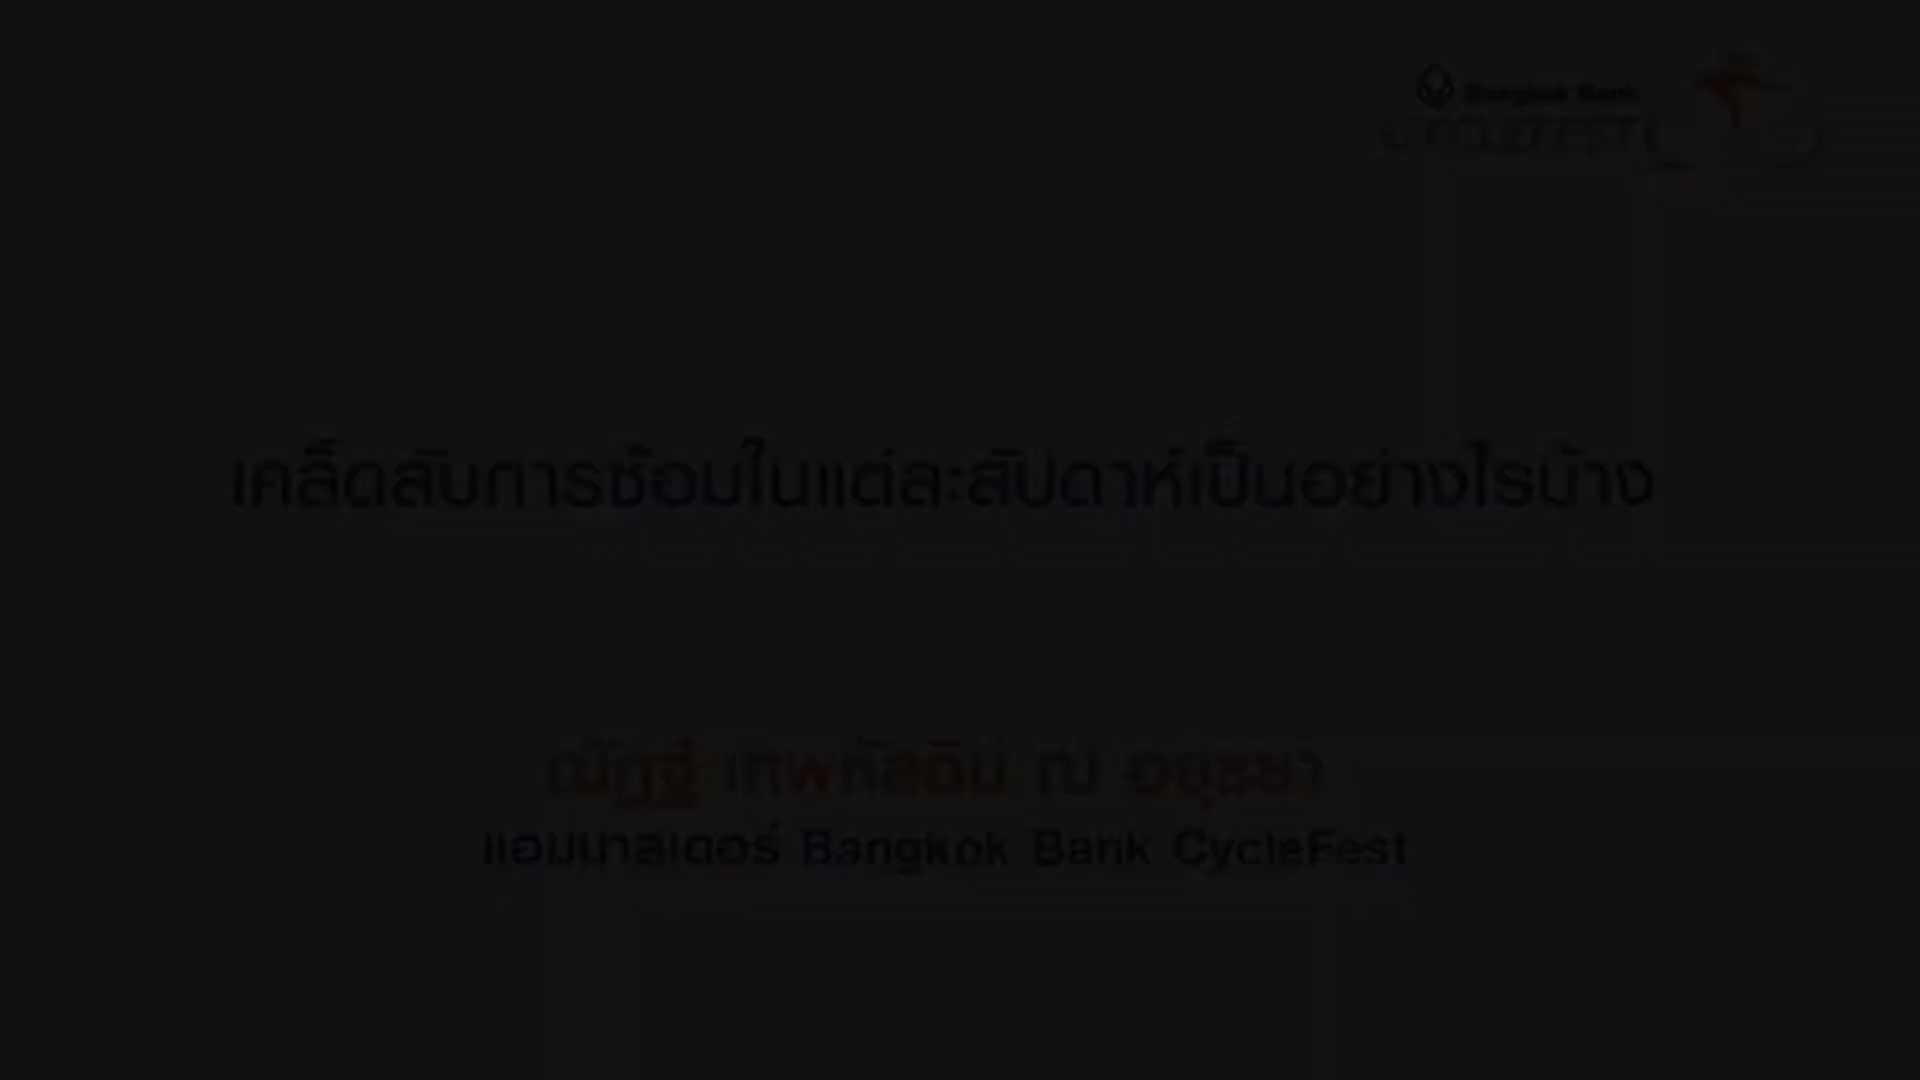 Bangkok Bank
CYCLEFEST
เคล็ดลับการซ้อมในแต่ละสัปดาห์เป็นอย่างไรบ้าง
ณัฏฐ์ เทพหัสดิน ณ อยุธยา
แอมบาสเดอร์ Bangkok Bank CycleFest